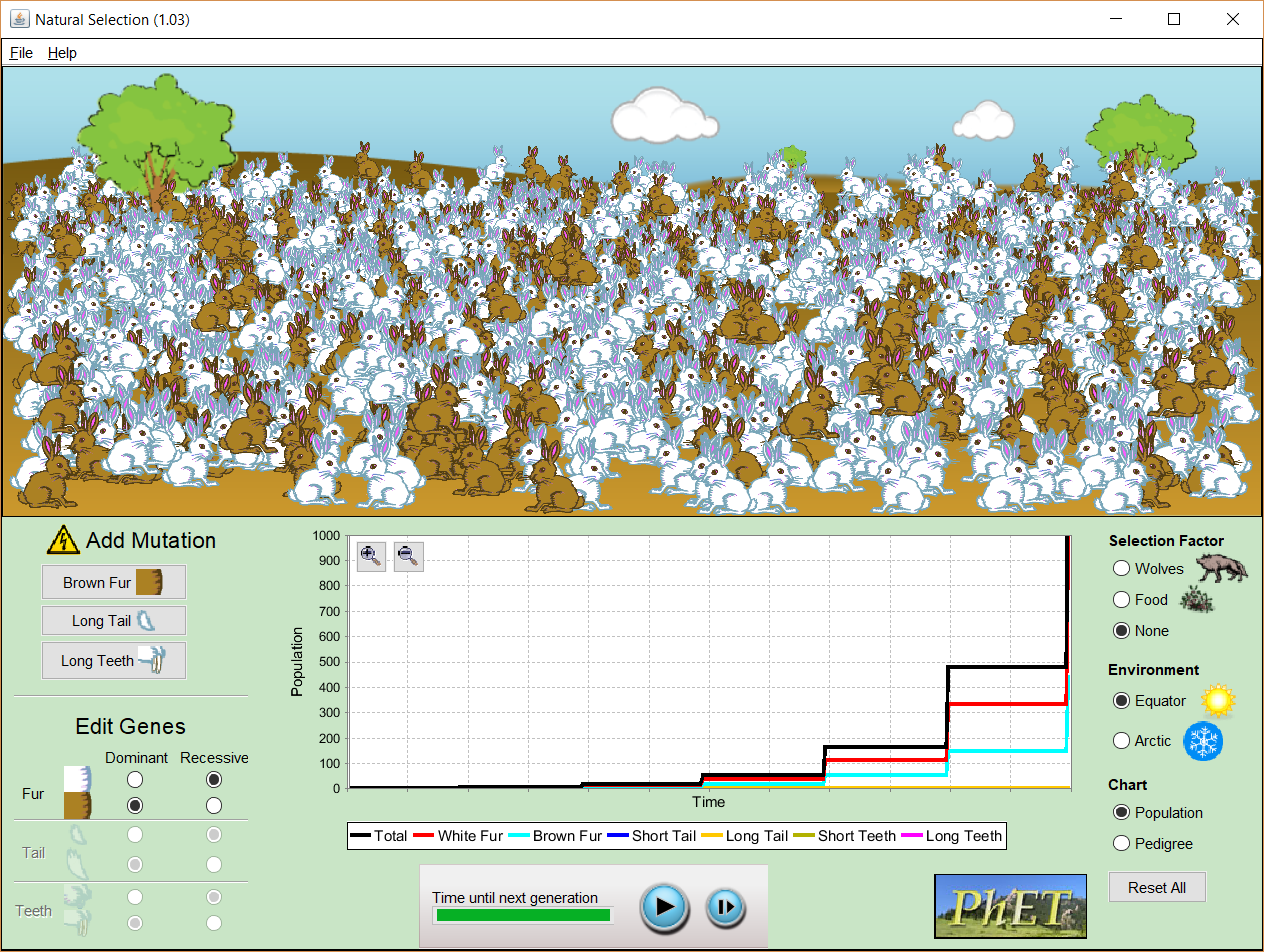 Natural Selection (1.03)
File Help
Add Mutation
Brown Fur
Long Tail
Long Teeth
Edit Genes
Dominant Recessive
Fur
Tail
Teeth
1000
900
800
700
600
500
400
300
200
100
0
Population
Time
Total White Fur Brown Fur Short Tail Long Tail Short Teeth Long Teeth
Time until next generation
PhET
Selection Factor
Wolves
Food
None
Environment
Equator
Arctic
Chart
Population
Pedigree
Reset All